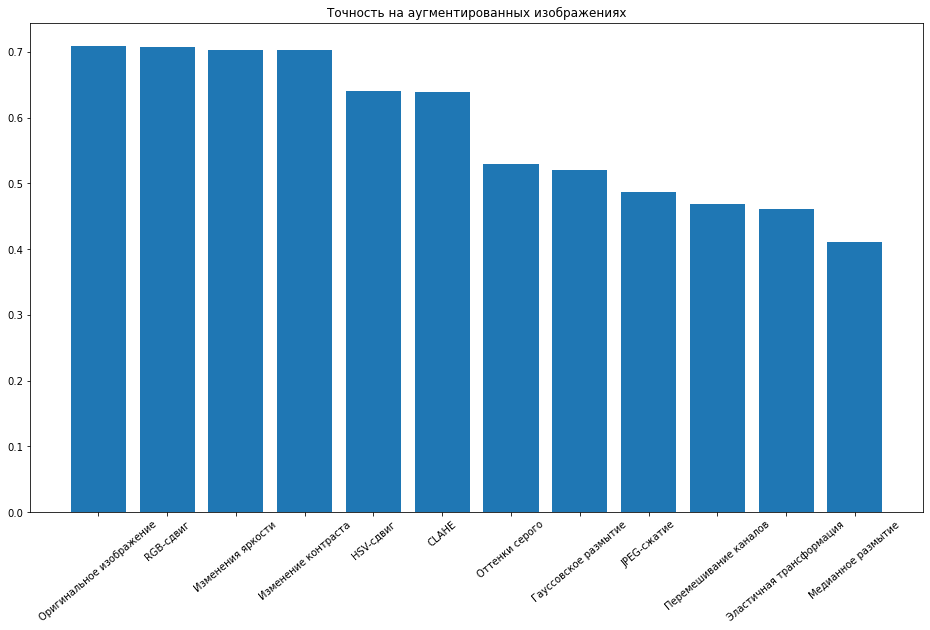 Точность на аугментированных изображениях
0.7
0.6
0.5
0.4
0.3
0.2
0.1
0.0
Оригинальное изображение
RGB-сдвиг
Изменения яркости
Изменение контраста
HSV-сдвиг
CLAHE
Оттенки серого
Гауссовское размытие
JPEG-сжатие
Перемешивание каналов
Эластичная трансформация
Медианное размытие